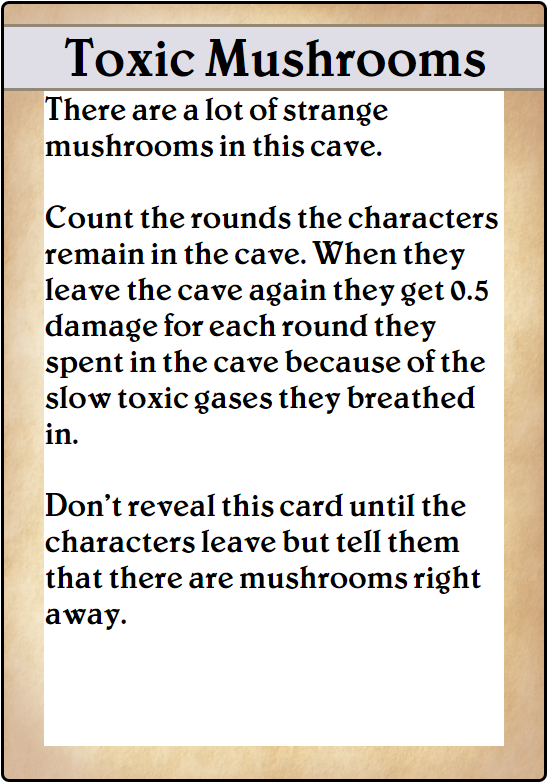 Toxic Mushrooms
There are a lot of strange
mushrooms in this cave.
Count the rounds the characters
remain in the cave. When they
leave the cave again they get 0.5
damage for each round they
spent in the cave because of the
slow toxic gases they breathed
in.
Don't reveal this card until the
characters leave but tell them
that there are mushrooms right
away.